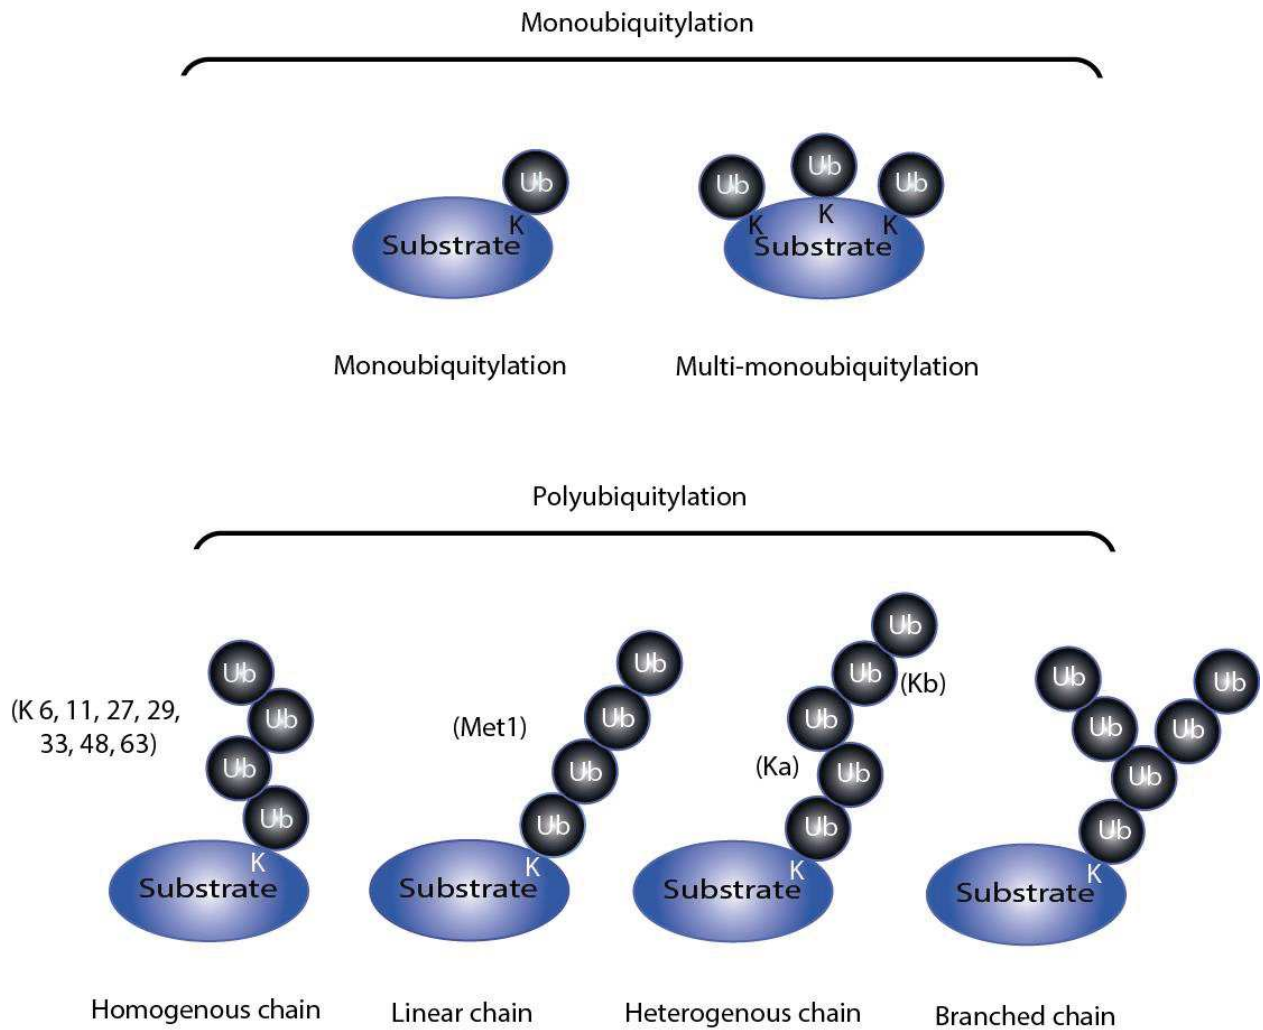 Monoubiquitylation
Ub
K
Substrate
Monoubiquitylation
Ub
Ub
Ub
K
K
K
Substrate
Multi-monoubiquitylation
Polyubiquitylation
(K 6, 11, 27, 29,
33, 48, 63)
Ub
Ub
Ub
Ub
K
Substrate
Homogenous chain
(Met1)
Ub
Ub
Ub
Ub
K
Substrate
Linear chain
Ub
Ub
(Kb)
Ub
(Ka)
Ub
Ub
K
Substrate
Heterogenous chain
Ub
Ub
Ub
Ub
Ub
Ub
K
Substrate
Branched chain